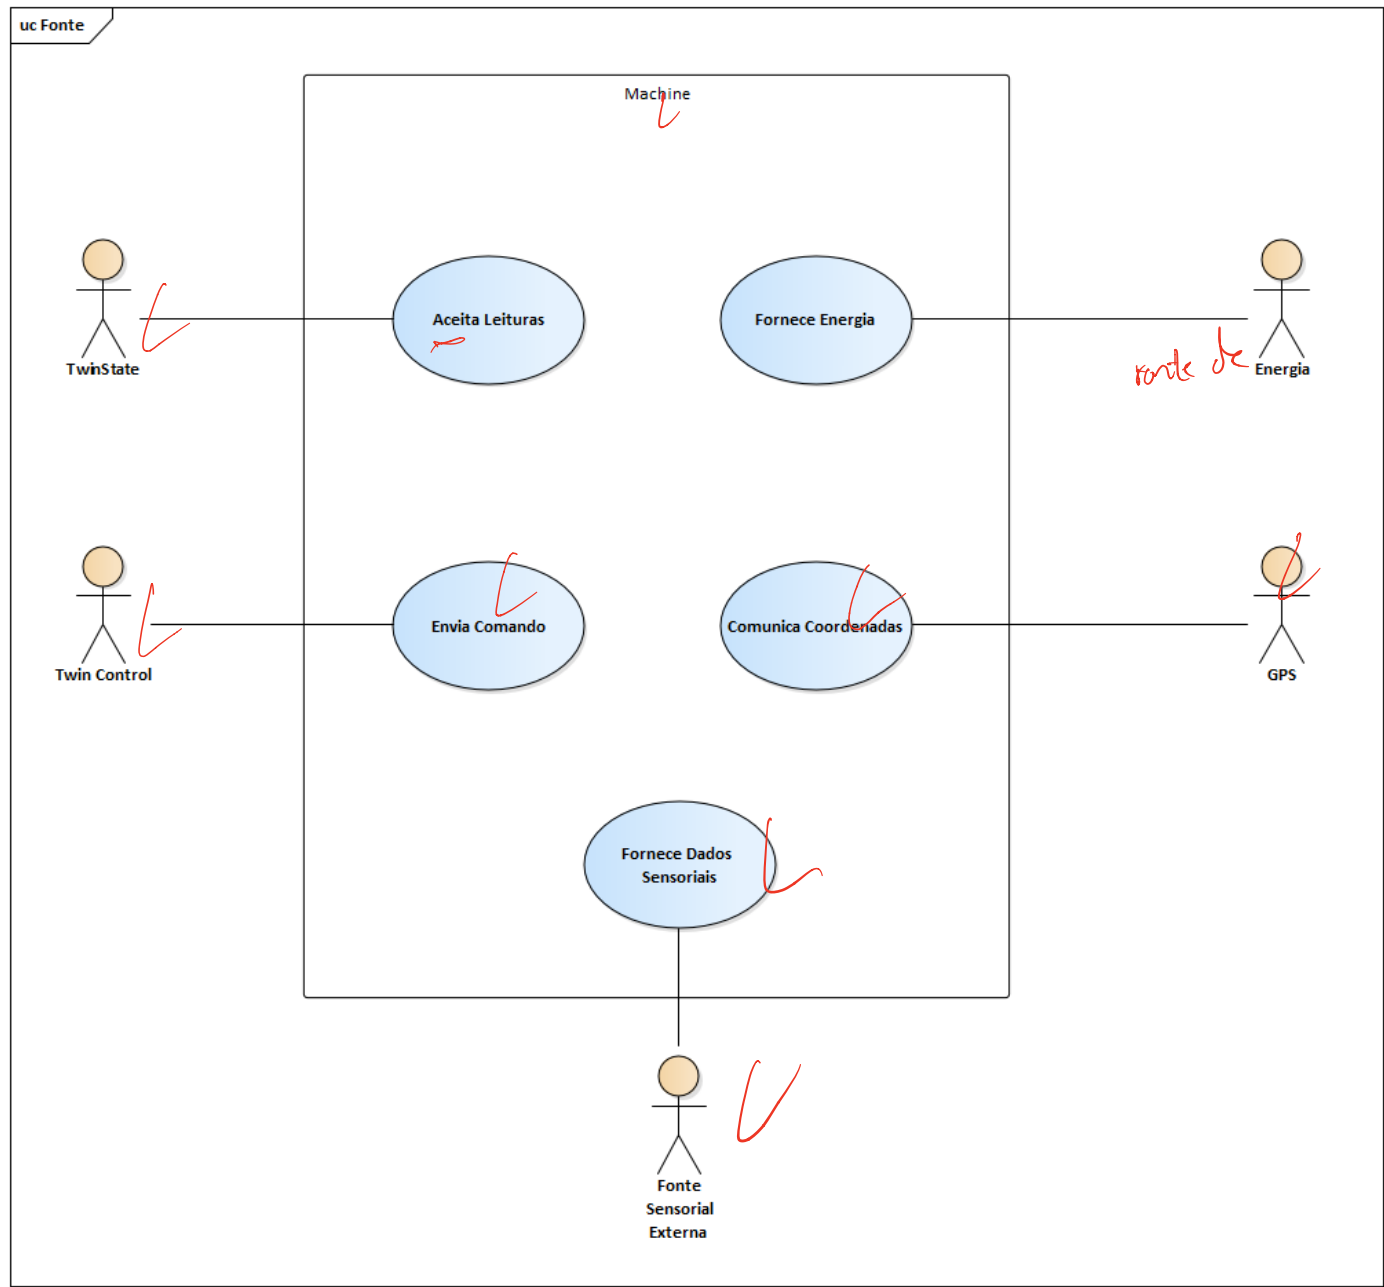 uc Fonte
Machine
Aceita Leituras
Fornece Energia
TwinState
fonte de Energia
Envia Comando
Comunica Coordenadas
Twin Control
GPS
Fornece Dados
Sensoriais
Fonte
Sensorial
Externa